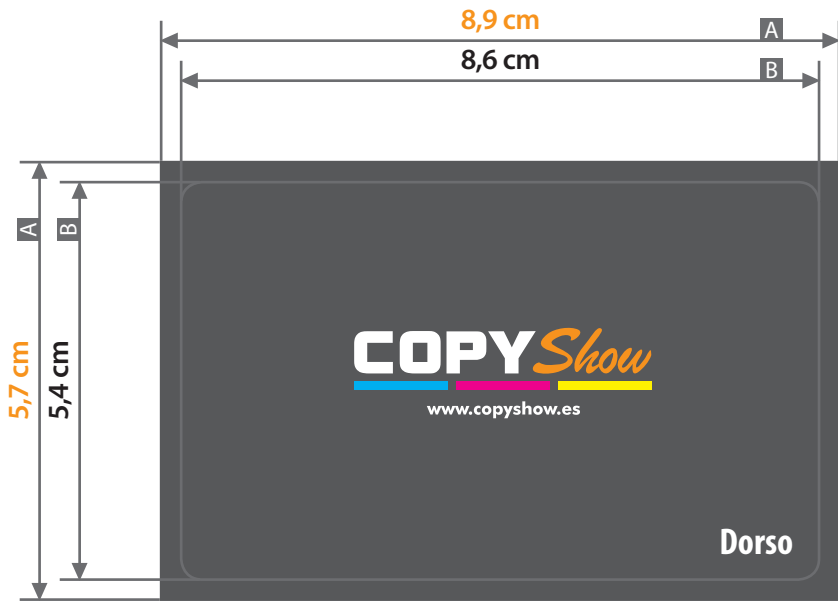 8,9 cm
A
8,6 cm
B
A
B
5,7 cm
5,4 cm
COPY Show
www.copyshow.es
Dorso